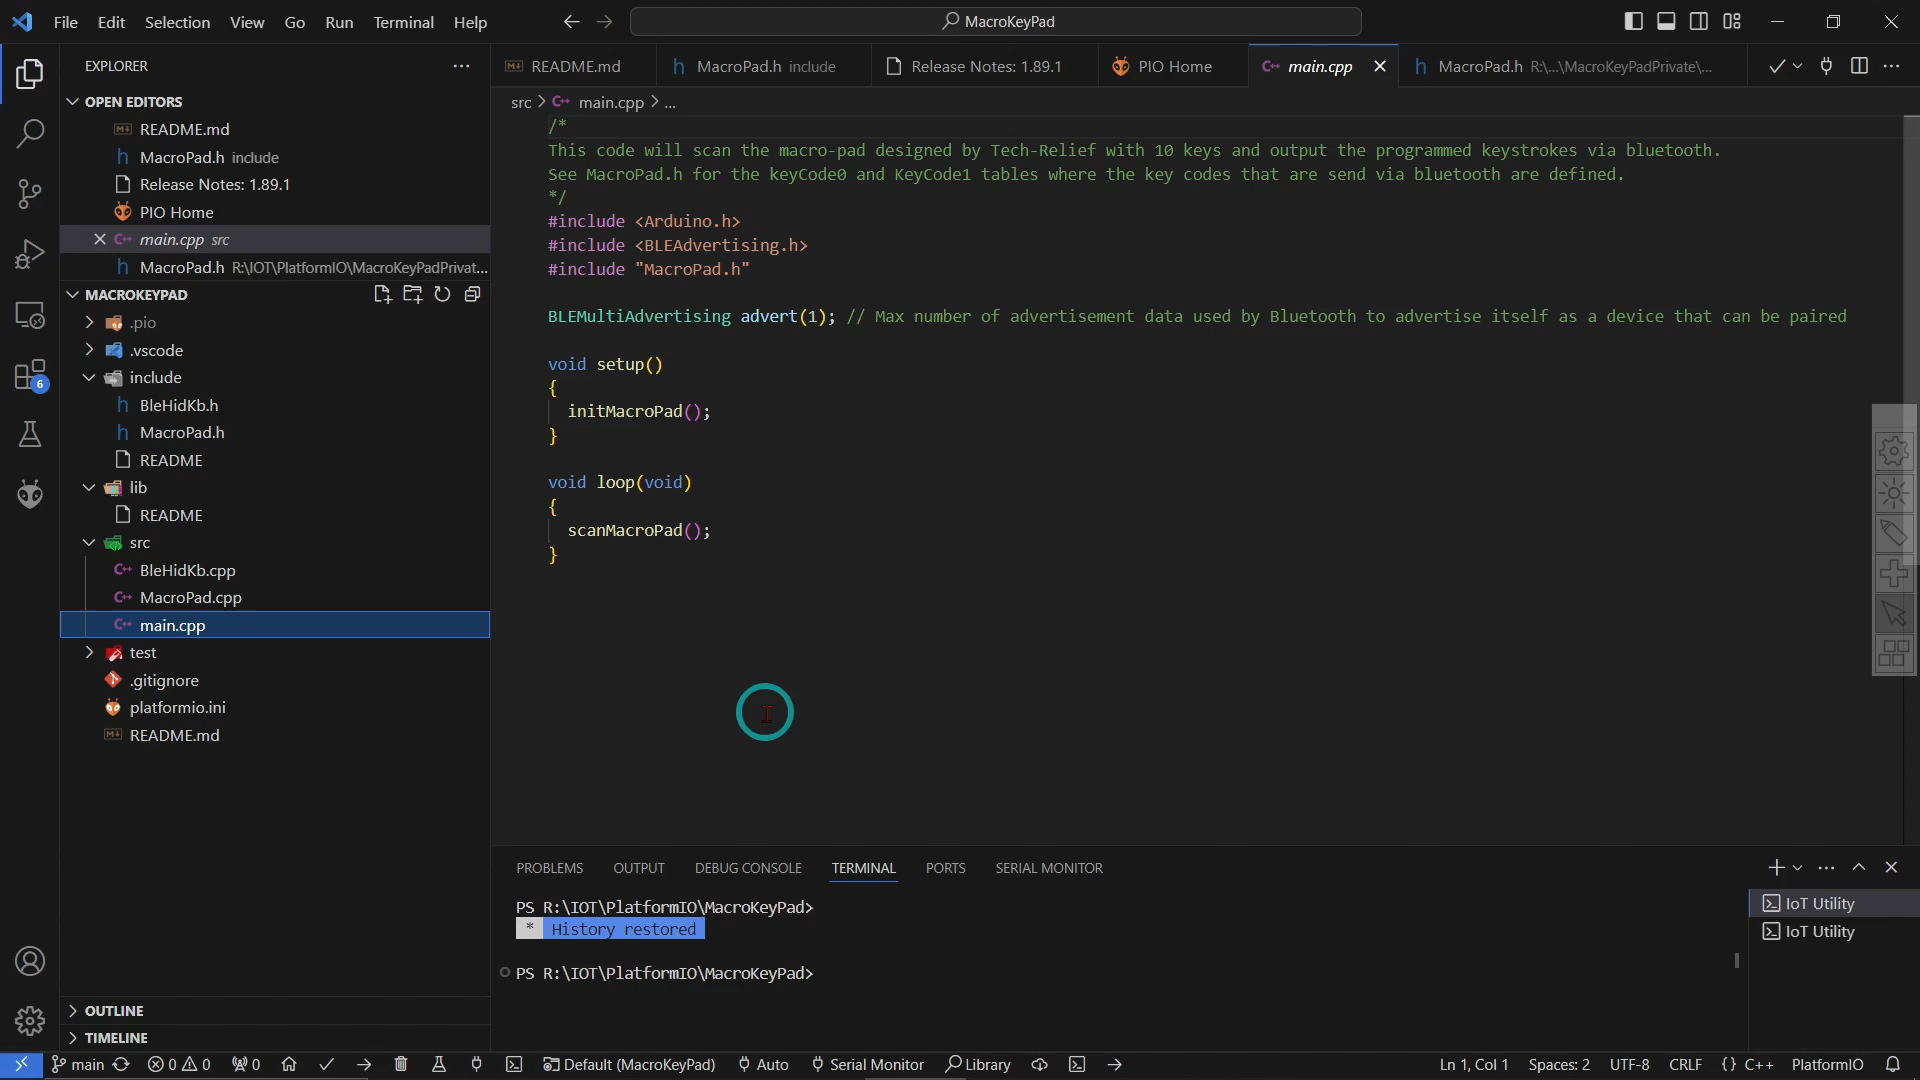 File Edit Selection View Go Run Terminal Help
MacroKeyPad
EXPLORER
OPEN EDITORS
README.md
MacroPad.h include
Release Notes: 1.89.1
PIO Home
main.cpp src
MacroPad.h R:\IOT\PlatformIO\MacroKeyPadPrivat...
MACROKEYPAD
.pio
.vscode
include
BleHidKb.h
MacroPad.h
README
lib
README
src
BleHidKb.cpp
MacroPad.cpp
main.cpp
test
.gitignore
platformio.ini
README.md
OUTLINE
TIMELINE
6
README.md
MacroPad.h include
Release Notes: 1.89.1
PIO Home
main.cpp
MacroPad.h R:\...\MacroKeyPadPrivate\...
src > main.cpp > ...
/*
This code will scan the macro-pad designed by Tech-Relief with 10 keys and output the programmed keystrokes via bluetooth.
See MacroPad.h for the keyCode0 and KeyCode1 tables where the key codes that are send via bluetooth are defined.
*/
#include <Arduino.h>
#include <BLEAdvertising.h>
#include "MacroPad.h"
BLEMultiAdvertising advert(1); // Max number of advertisement data used by Bluetooth to advertise itself as a device that can be paired
void setup()
{
initMacroPad();
}
void loop(void)
{
scanMacroPad();
}
PROBLEMS OUTPUT DEBUG CONSOLE TERMINAL PORTS SERIAL MONITOR
PS R:\IOT\PlatformIO\MacroKeyPad>
* History restored
PS R:\IOT\PlatformIO\MacroKeyPad>
IoT Utility
IoT Utility
main 0 0 0 Default (MacroKeyPad) Auto Serial Monitor Library Ln 1, Col 1 Spaces: 2 UTF-8 CRLF {} C++ PlatformIO